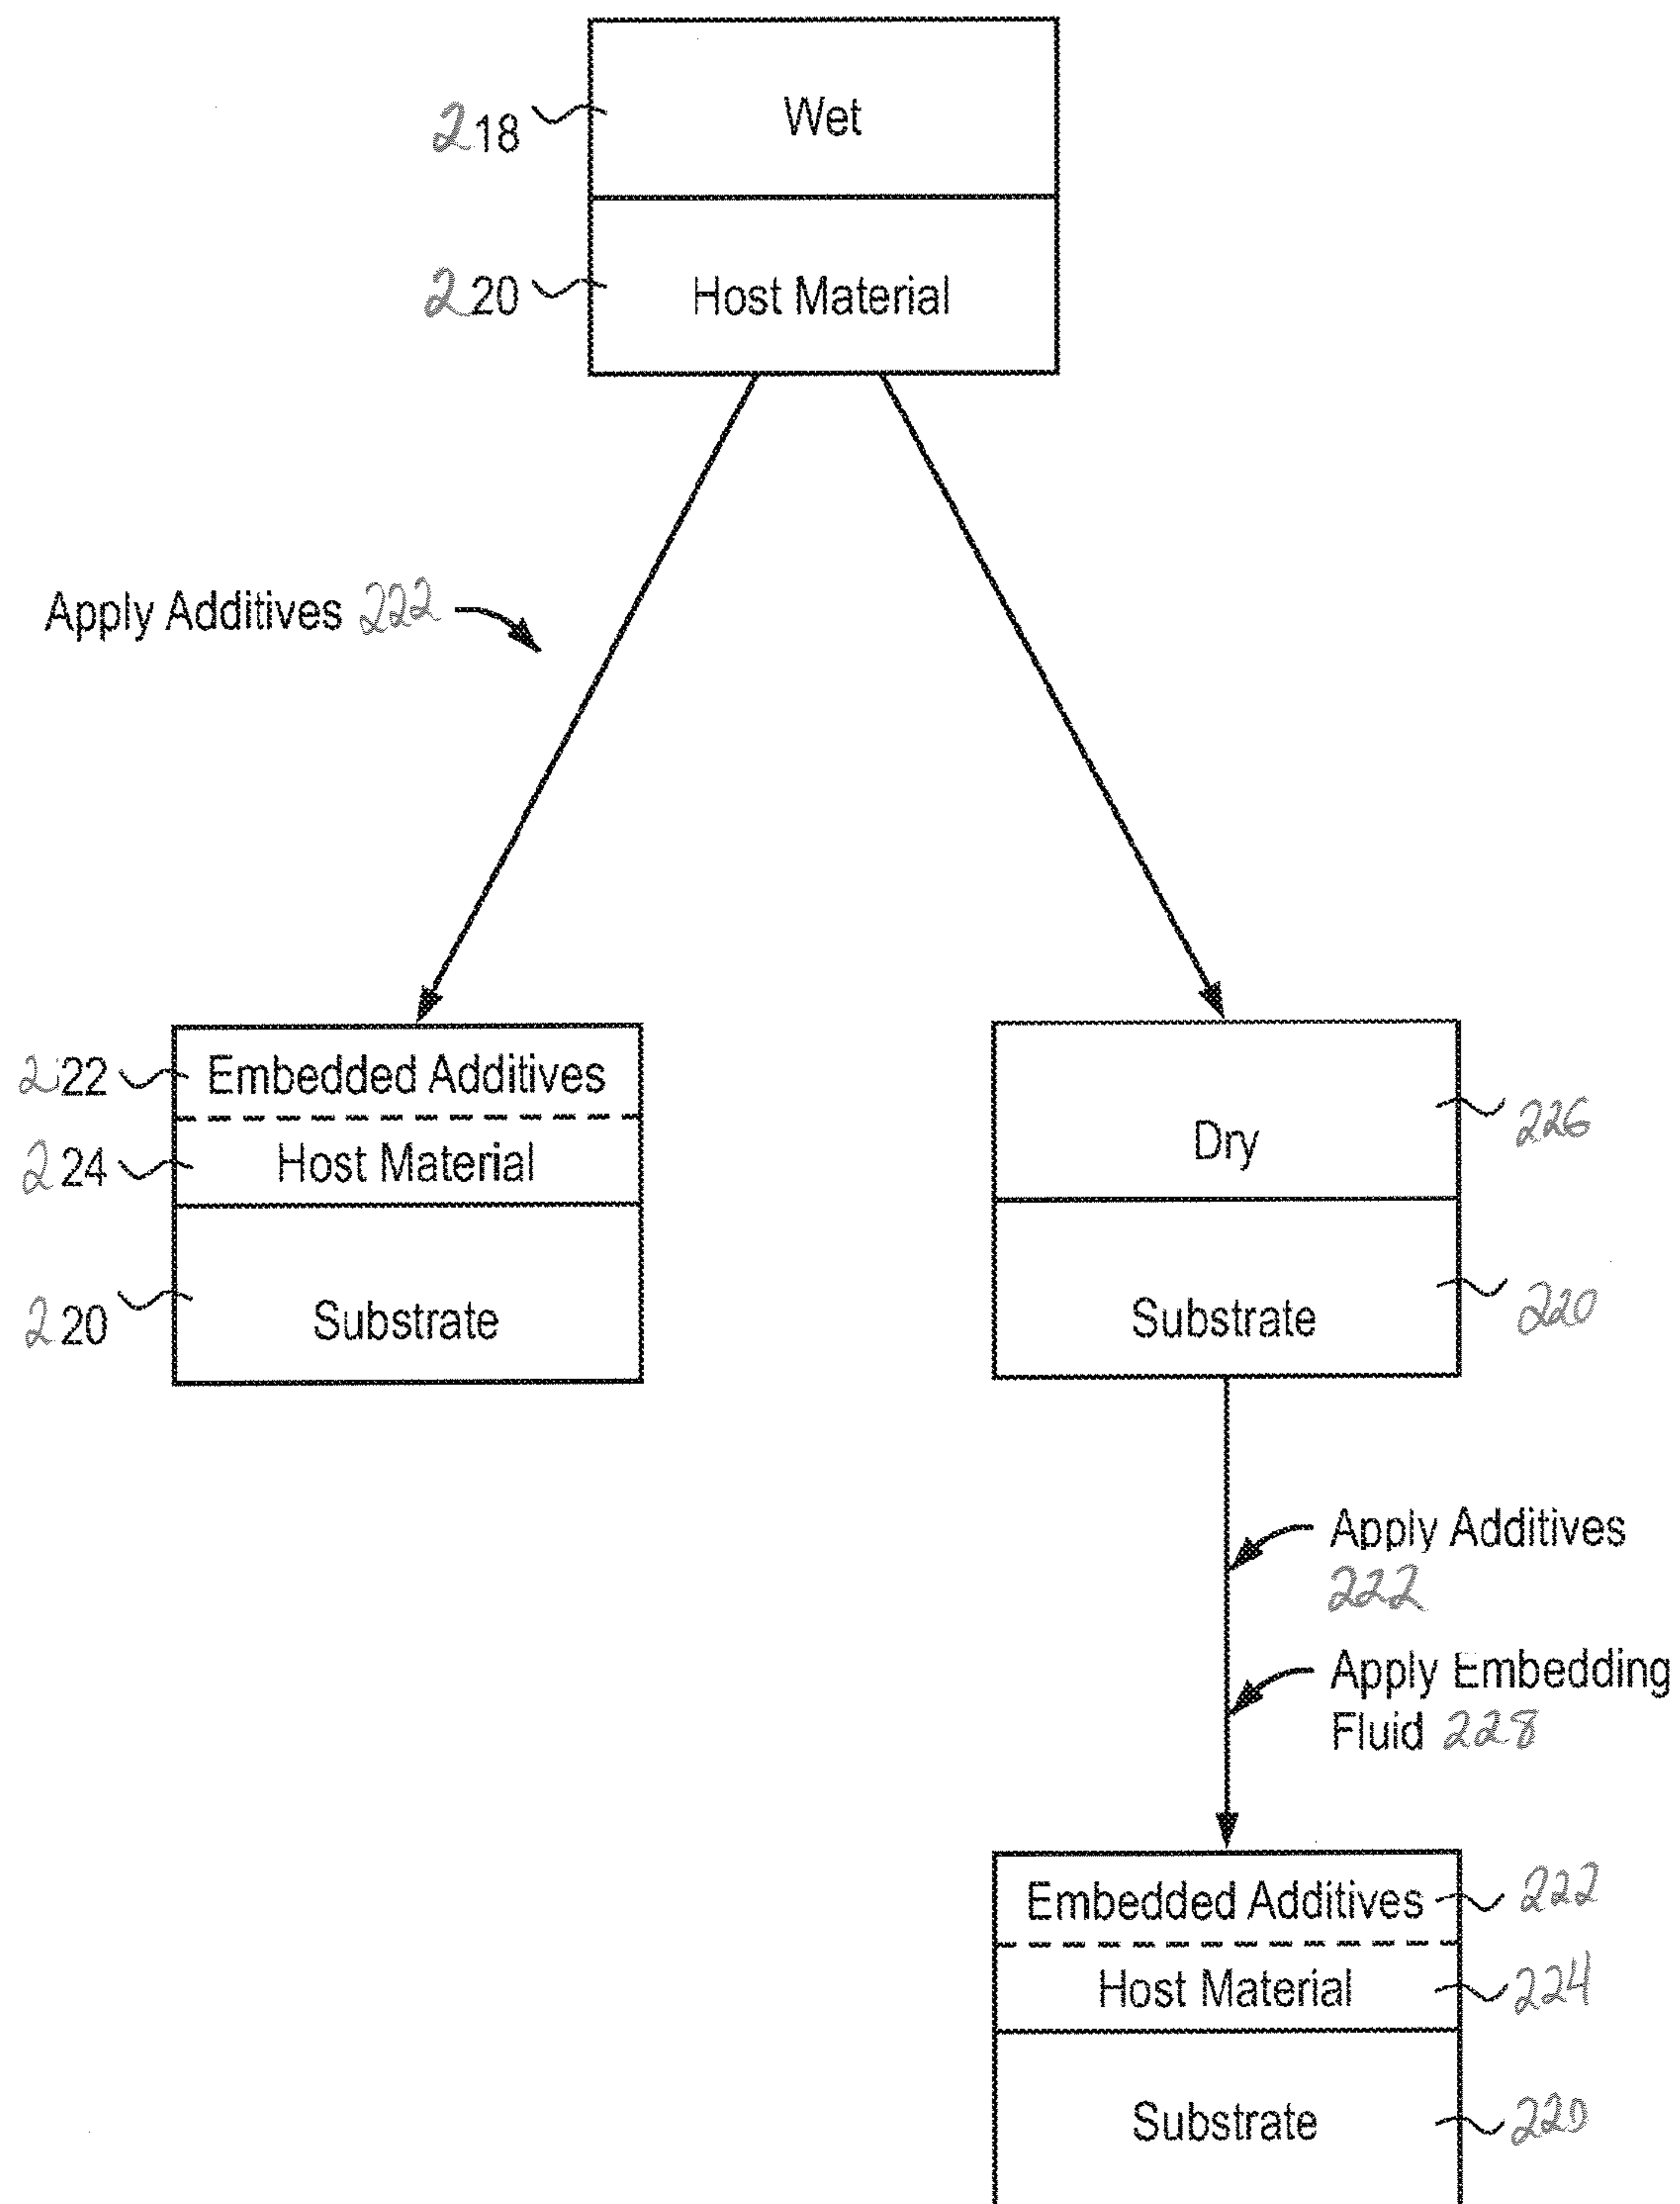 218 Wet
220 Host Material
Apply Additives 222
222 Embedded Additives
224 Host Material
220 Substrate
Dry 226
Substrate 220
Apply Additives
222
Apply Embedding
Fluid 228
Embedded Additives 222
Host Material 224
Substrate 220